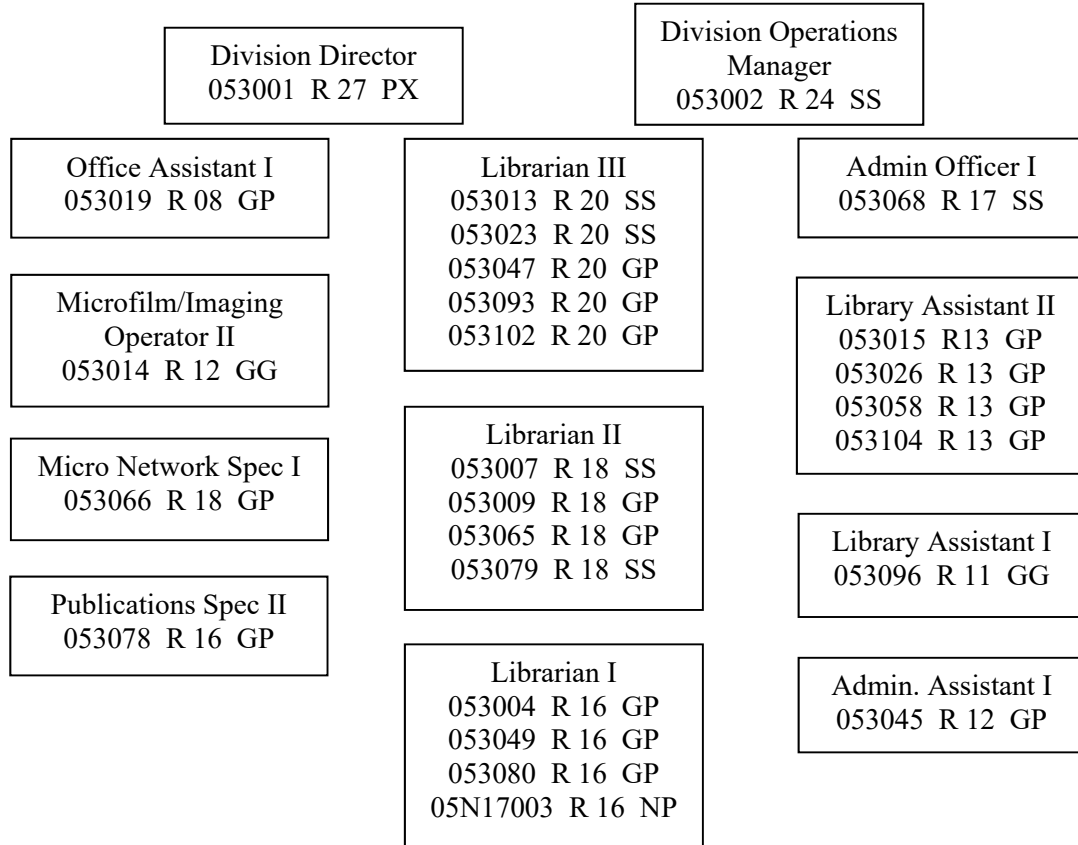 Division Director
053001 R 27 PX
Division Operations
Manager
053002 R 24 SS
Office Assistant I
053019 R 08 GP
Microfilm/Imaging
Operator II
053014 R 12 GG
Micro Network Spec I
053066 R 18 GP
Publications Spec II
053078 R 16 GP
Librarian III
053013 R 20 SS
053023 R 20 SS
053047 R 20 GP
053093 R 20 GP
053102 R 20 GP
Librarian II
053007 R 18 SS
053009 R 18 GP
053065 R 18 GP
053079 R 18 SS
Librarian I
053004 R 16 GP
053049 R 16 GP
053080 R 16 GP
05N17003 R 16 NP
Admin Officer I
053068 R 17 SS
Library Assistant II
053015 R13 GP
053026 R 13 GP
053058 R 13 GP
053104 R 13 GP
Library Assistant I
053096 R 11 GG
Admin. Assistant I
053045 R 12 GP